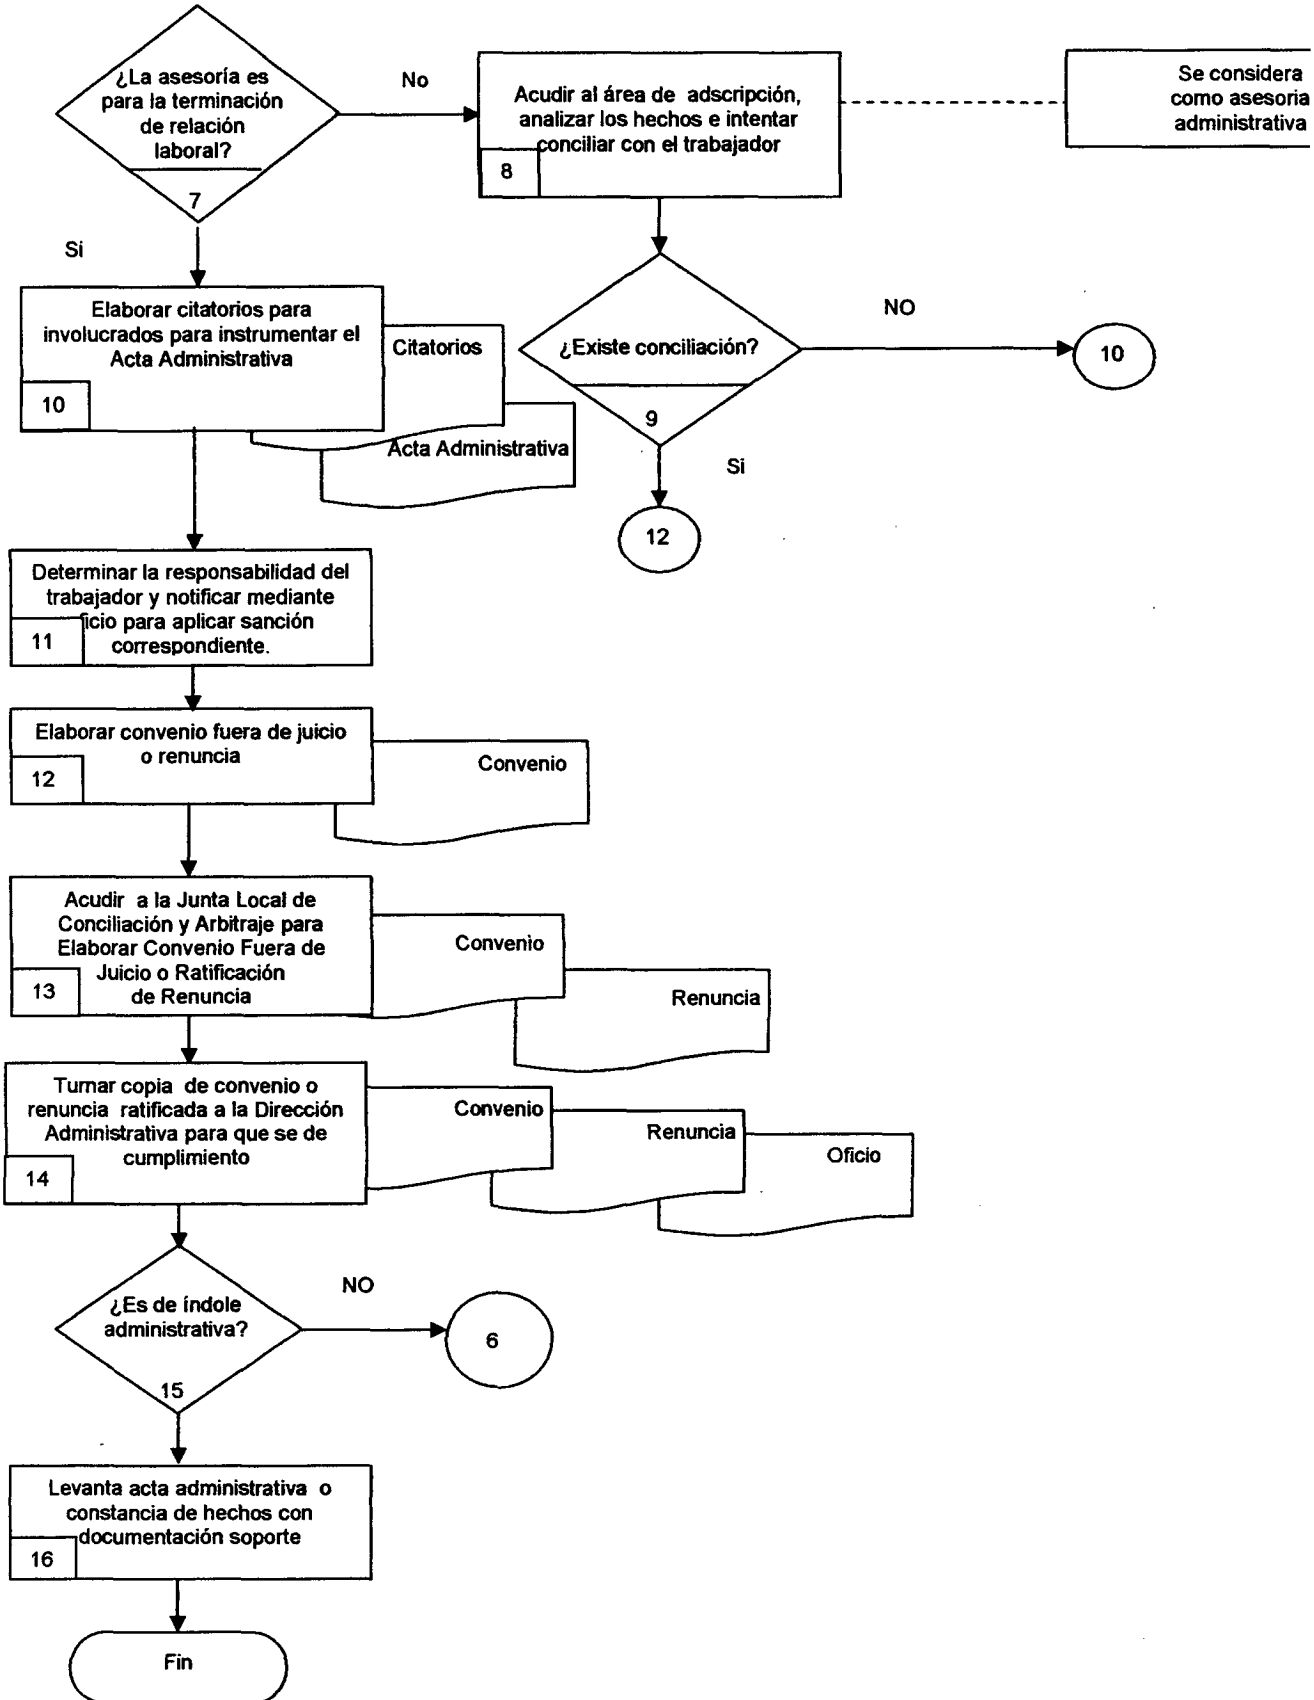 ¿La asesoría es
para la terminación
de relación
laboral?
7
No
Acudir al área de adscripción,
analizar los hechos e intentar
conciliar con el trabajador
8
Se considera
como asesoria
administrativa
Si
Elaborar citatorios para
involucrados para instrumentar el
Acta Administrativa
10
Citatorios
Acta Administrativa
¿Existe conciliación?
9
NO
10
Si
12
Determinar la responsabilidad del
trabajador y notificar mediante
icio para aplicar sanción
correspondiente.
11
Elaborar convenio fuera de juicio
o renuncia
12
Convenio
Acudir a la Junta Local de
Conciliación y Arbitraje para
Elaborar Convenio Fuera de
Juicio o Ratificación
de Renuncia
13
Convenio
Renuncia
Turnar copia de convenio o
renuncia ratificada a la Dirección
Administrativa para que se de
cumplimiento
14
Convenio
Renuncia
Oficio
¿Es de índole
administrativa?
15
NO
6
Levanta acta administrativa o
constancia de hechos con
documentación soporte
16
Fin